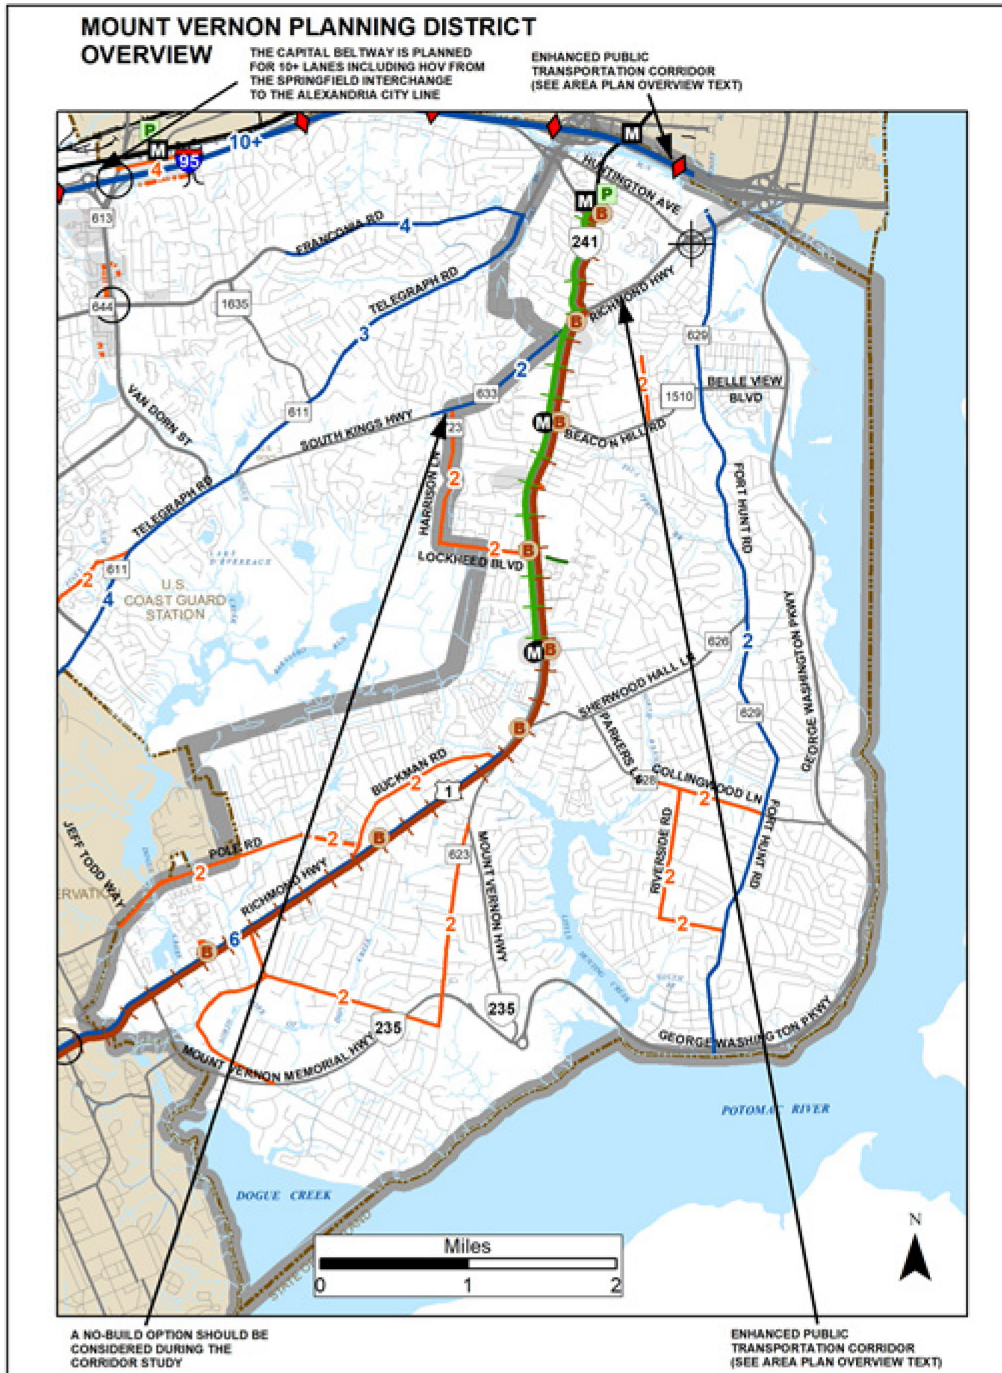 MOUNT VERNON PLANNING DISTRICT
OVERVIEW
THE CAPITAL BELTWAY IS PLANNED
FOR 10+ LANES INCLUDING HOV FROM
THE SPRINGFIELD INTERCHANGE
TO THE ALEXANDRIA CITY LINE
ENHANCED PUBLIC
TRANSPORTATION CORRIDOR
(SEE AREA PLAN OVERVIEW TEXT)
P
M
10+
95
4
M
HUNTINGTON AVE
M
P
B
613
FRANCONIA RD
4
241
TELEGRAPH RD
RICHMOND HWY
644
1635
B
3
629
2
633
2
BELLE VIEW
BLVD
1510
VAN DORN ST
611
SOUTH KINGS HWY
23
M
B
BEACON HILL RD
HARRISON LN
2
FORT HUNT RD
TELEGRAPH RD
2
B
LOCKHEED BLVD
611
2
4
U.S.
COAST GUARD
STATION
GEORGE WASHINGTON PKWY
626
2
M
B
SHERWOOD HALL LN
629
B
PARKERS LN
BUCKMAN RD
2
628
COLLINGWOOD LN
2
1
JEFF TODD WAY
POLE RD
2
B
623
MOUNT VERNON HWY
RIVERSIDE RD
FORT HUNT RD
2
RICHMOND HWY
2
2
2
B
6
2
235
235
MOUNT VERNON MEMORIAL HWY
GEORGE WASHINGTON PKWY
POTOMAC RIVER
DOGUE CREEK
N
Miles
0
1
2
A NO-BUILD OPTION SHOULD BE
CONSIDERED DURING THE
CORRIDOR STUDY
ENHANCED PUBLIC
TRANSPORTATION CORRIDOR
(SEE AREA PLAN OVERVIEW TEXT)